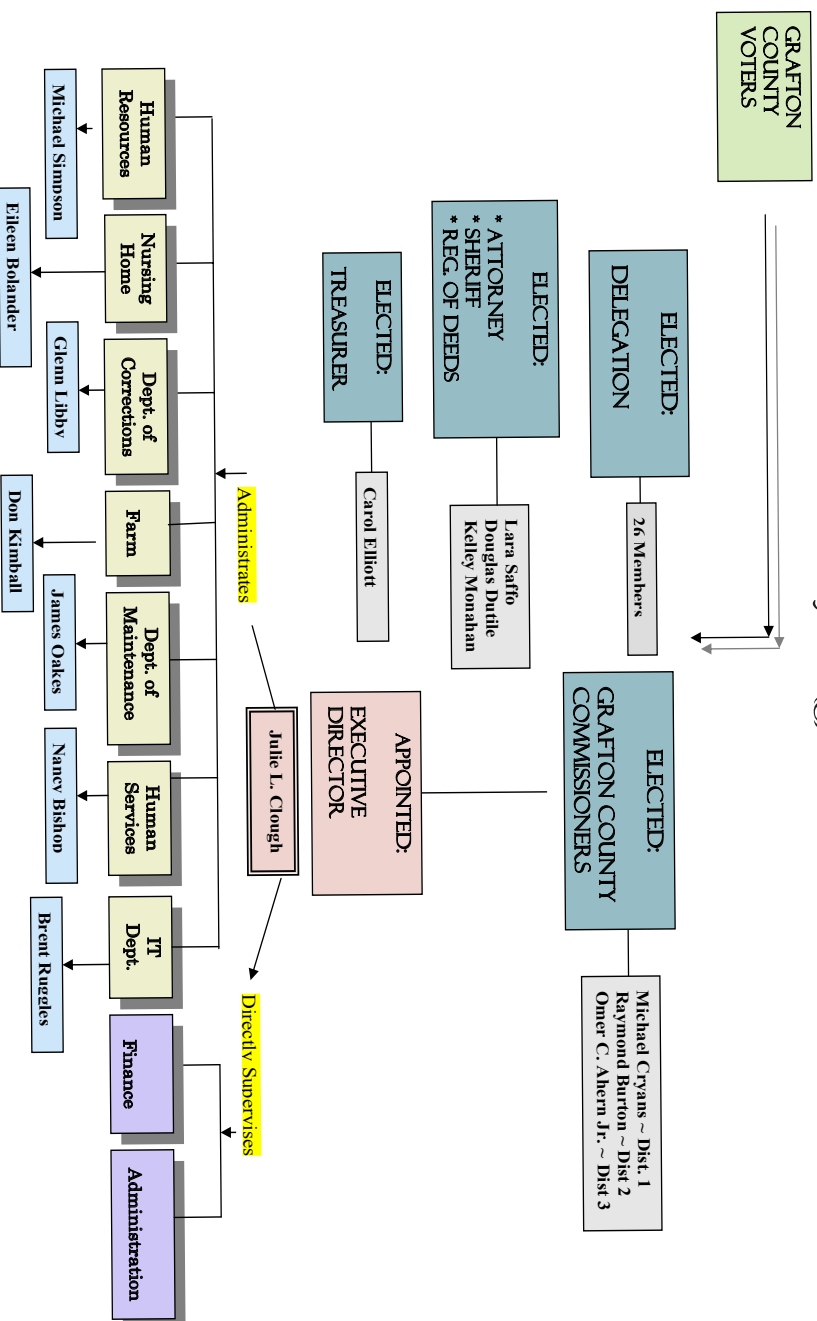 GRAFTON
COUNTY
VOTERS
ELECTED:
DELEGATION
26 Members
ELECTED:
GRAFTON COUNTY
COMMISSIONERS
Michael Cryans ~ Dist. 1
Raymond Burton ~ Dist 2
Omer C. Ahern Jr. ~ Dist 3
ELECTED:
* ATTORNEY
* SHERIFF
* REG. OF DEEDS
Lara Saffo
Douglas Dutile
Kelley Monahan
ELECTED:
TREASURER
Carol Elliott
APPOINTED:
EXECUTIVE
DIRECTOR
Julie L. Clough
Administrates
Directly Supervises
Human
Resources
Nursing
Home
Dept. of
Corrections
Farm
Dept. of
Maintenance
Human
Services
IT
Dept.
Finance
Administration
Michael Simpson
Eileen Bolander
Glenn Libby
Don Kimball
James Oakes
Nancy Bishop
Brent Ruggles